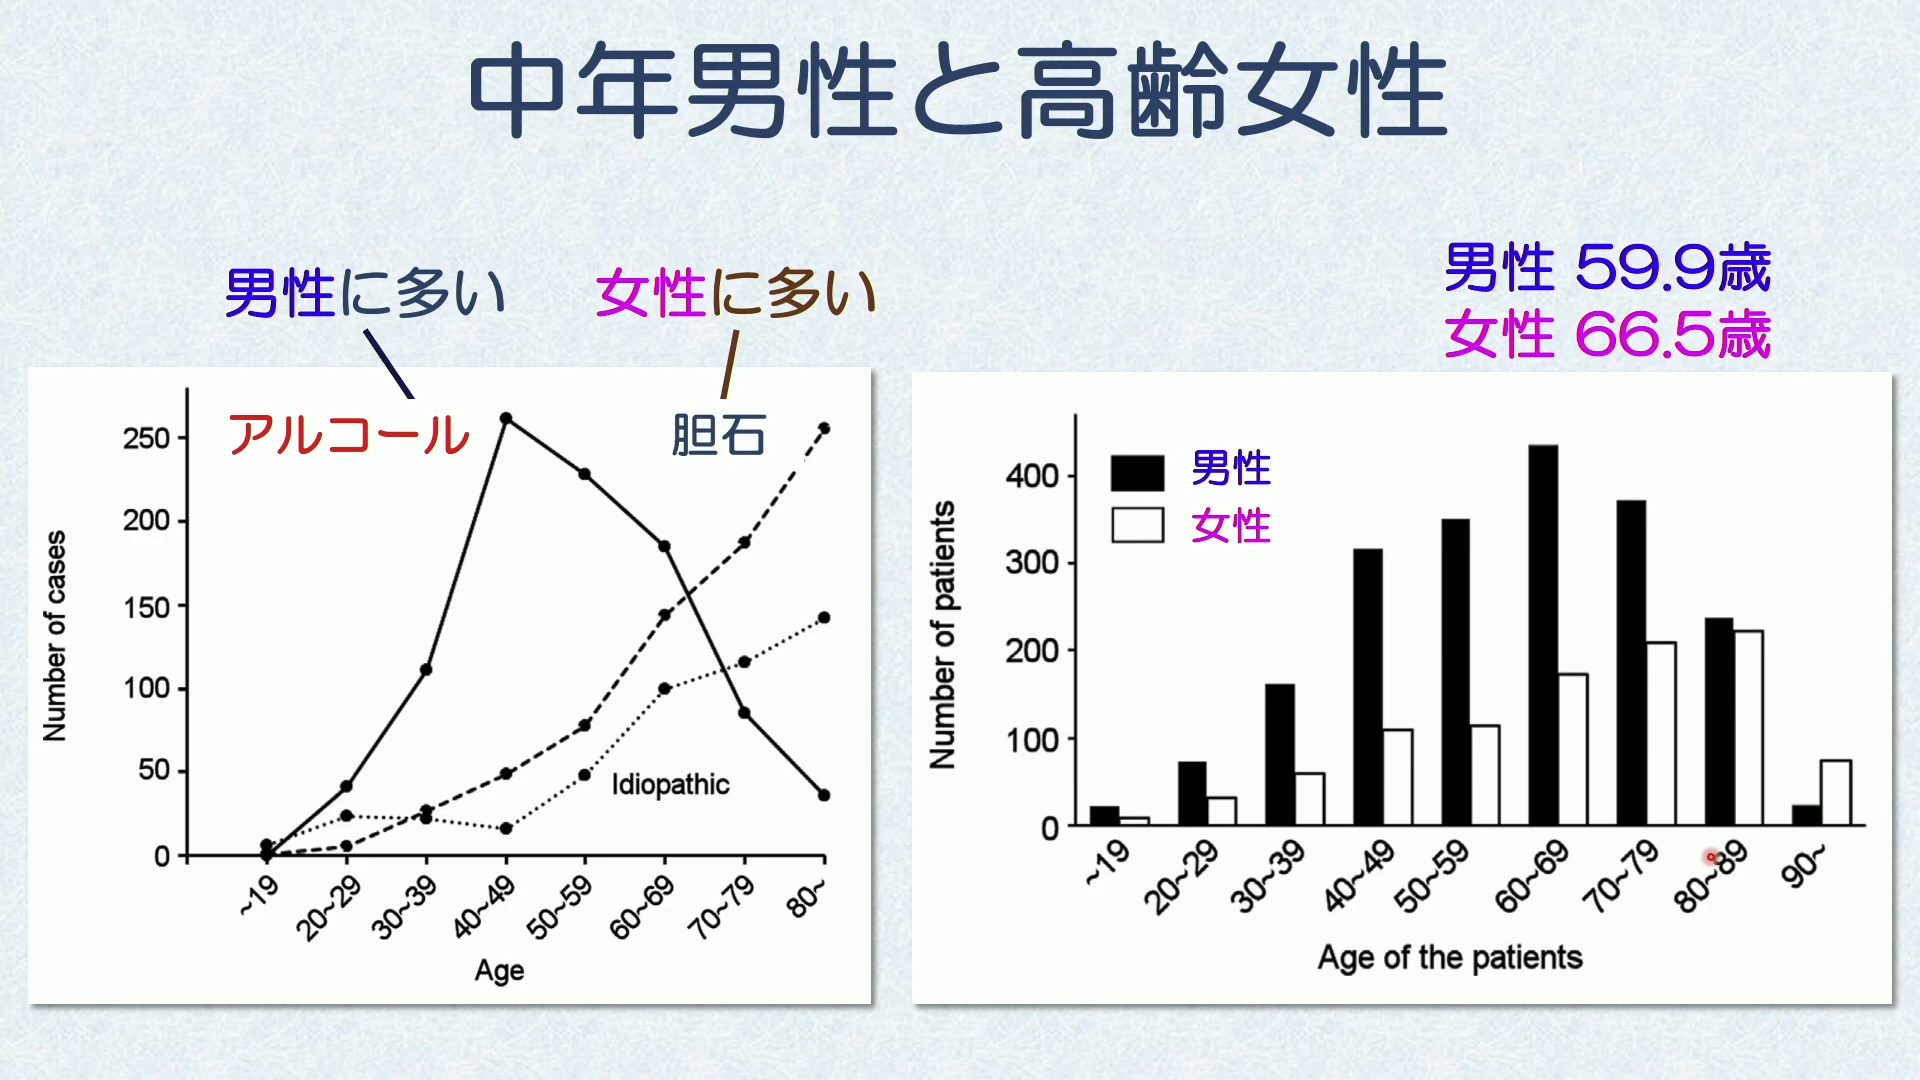 中年男性と高齢女性
男性に多い
女性に多い
男性 59.9歳
女性 66.5歳
アルコール
胆石
Idiopathic
Number of cases
250
200
150
100
50
0
~19
20~29
30~39
40~49
50~59
60~69
70~79
80~
Age
男性
女性
Number of patients
400
300
200
100
0
~19
20~29
30~39
40~49
50~59
60~69
70~79
80~89
90~
Age of the patients